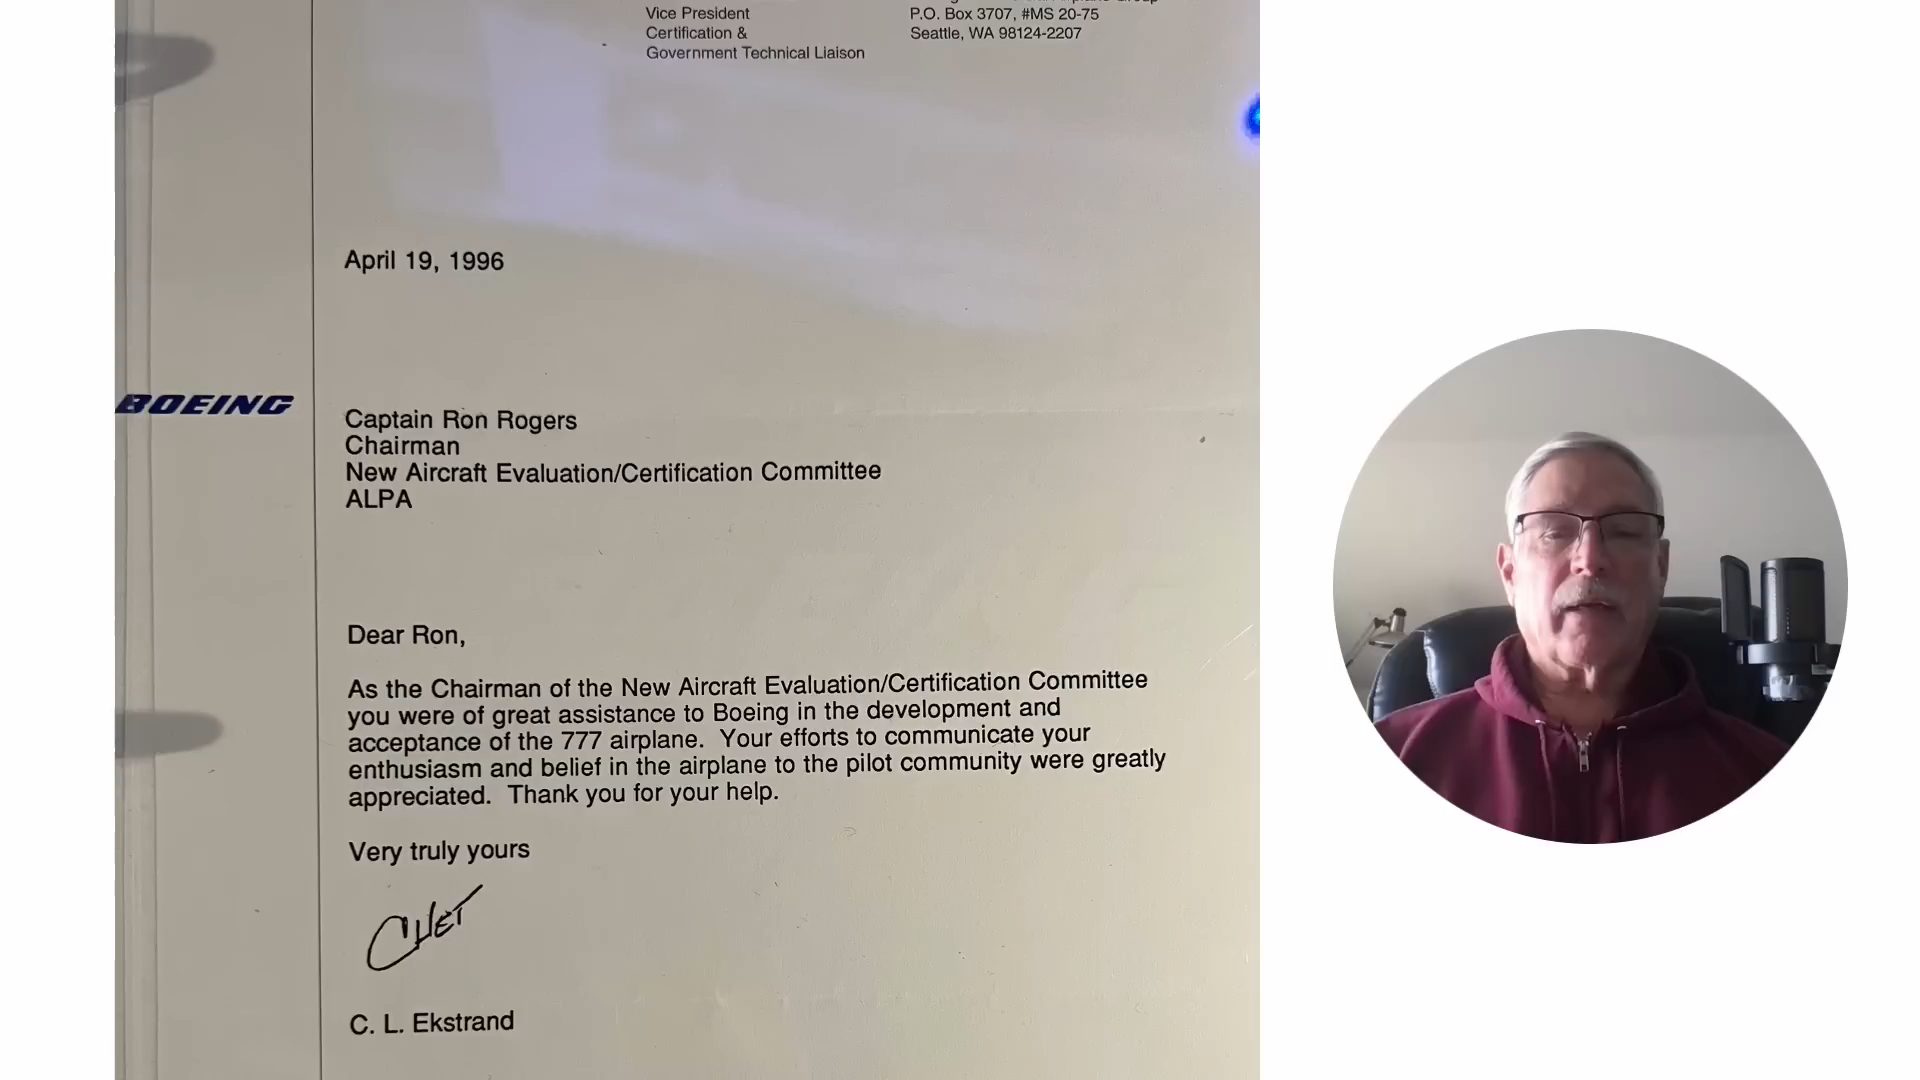 Vice President
Certification &
Government Technical Liaison
P.O. Box 3707, #MS 20-75
Seattle, WA 98124-2207
April 19, 1996
BOEING
Captain Ron Rogers
Chairman
New Aircraft Evaluation/Certification Committee
ALPA
Dear Ron,
As the Chairman of the New Aircraft Evaluation/Certification Committee
you were of great assistance to Boeing in the development and
acceptance of the 777 airplane. Your efforts to communicate your
enthusiasm and belief in the airplane to the pilot community were greatly
appreciated. Thank you for your help.
Very truly yours
CHET
C. L. Ekstrand